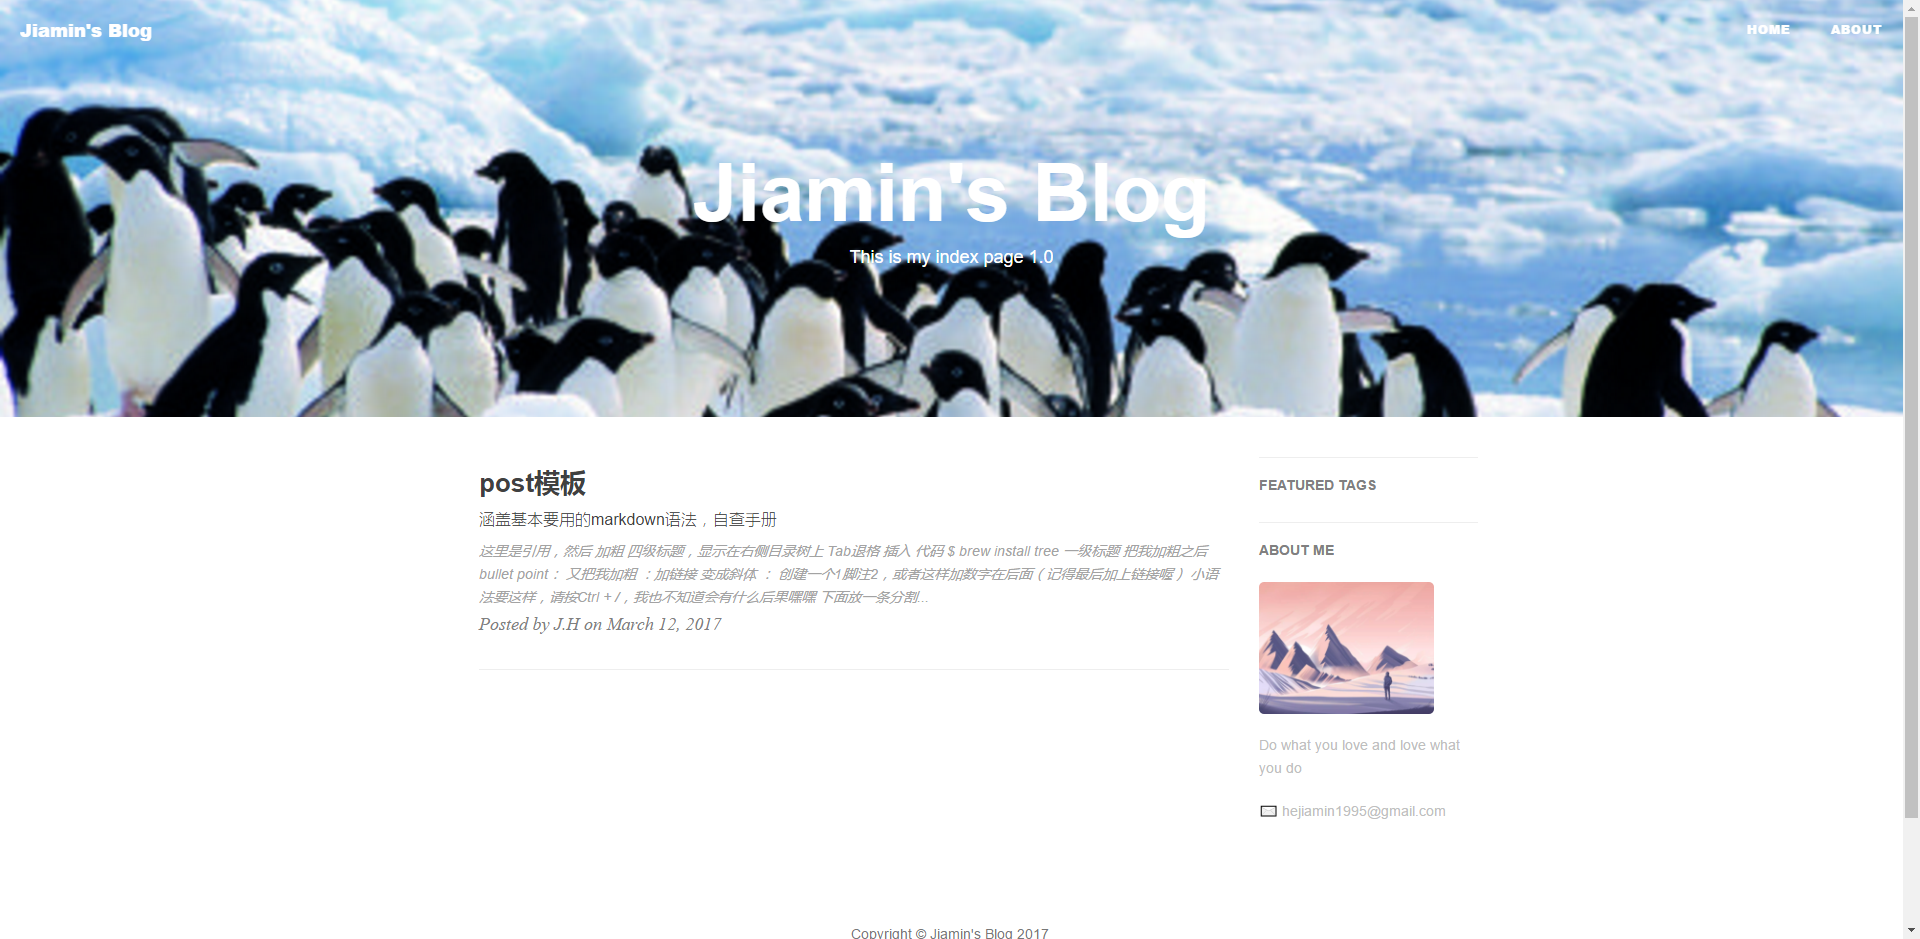 Jiamin's Blog
HOME ABOUT
Jiamin's Blog
This is my index page 1.0
post模板
涵盖基本要用的markdown语法，自查手册
这里是引用，然后 加粗 四级标题，显示在右侧目录树上 Tab退格 插入 代码 $ brew install tree 一级标题 把我加粗之后
bullet point： 又把我加粗 ：加链接 变成斜体 ： 创建一个1脚注2，或者这样加数字在后面（记得最后加上链接喔） 小语
法要这样，请按Ctrl + /，我也不知道会有什么后果嘿嘿 下面放一条分割...
Posted by J.H on March 12, 2017
FEATURED TAGS
ABOUT ME
Do what you love and love what
you do
hejiamin1995@gmail.com
Copyright © Jiamin's Blog 2017